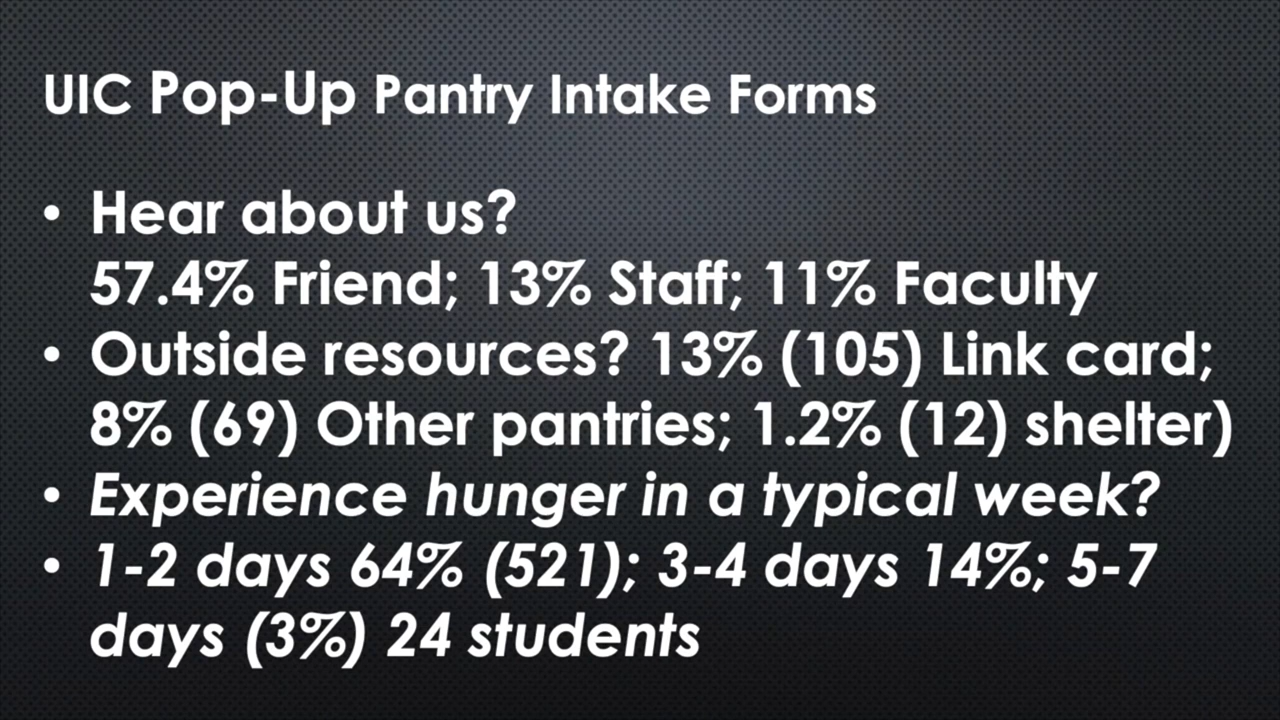 UIC Pop-Up Pantry Intake Forms
• Hear about us?
57.4% Friend; 13% Staff; 11% Faculty
• Outside resources? 13% (105) Link card;
8% (69) Other pantries; 1.2% (12) shelter)
• Experience hunger in a typical week?
• 1-2 days 64% (521); 3-4 days 14%; 5-7
days (3%) 24 students